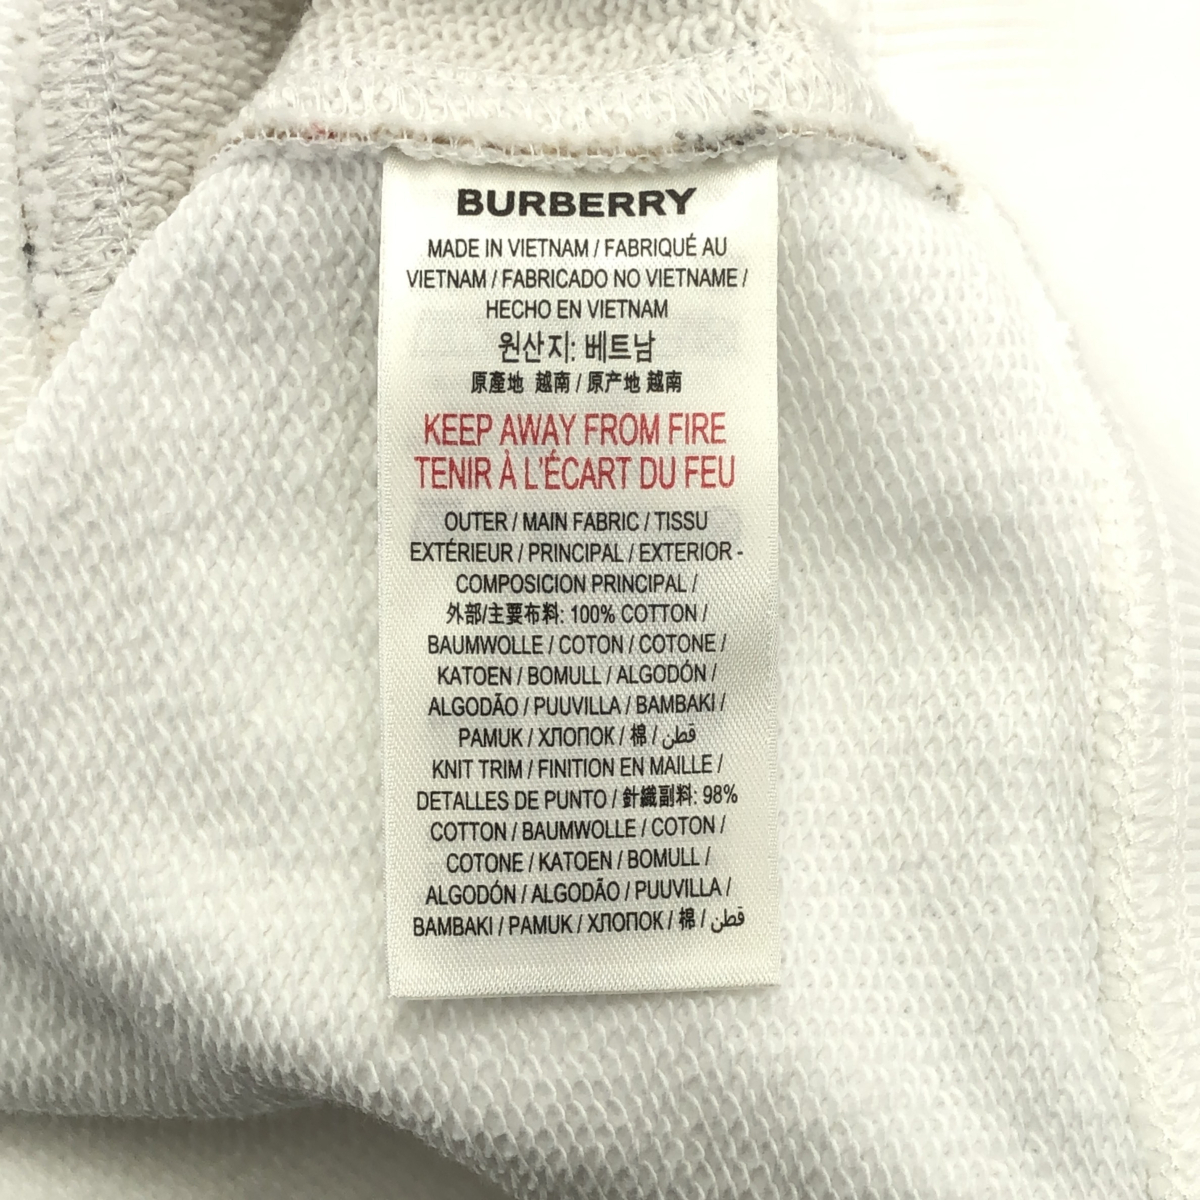 BURBERRY
MADE IN VIETNAM / FABRIQUÉ AU
VIETNAM / FABRICADO NO VIETNAME /
HECHO EN VIETNAM
원산지: 베트남
原產地 越南 / 原产地 越南
KEEP AWAY FROM FIRE
TENIR À L'ÉCART DU FEU
OUTER / MAIN FABRIC / TISSU
EXTÉRIEUR / PRINCIPAL / EXTERIOR -
COMPOSICION PRINCIPAL /
外部/主要布料: 100% COTTON /
BAUMWOLLE / COTON / COTONE /
KATOEN / BOMULL / ALGODÓN /
ALGODÃO / PUUVILLA / BAMBAKI /
PAMUK / ХЛОПОК / 棉 / قطن
KNIT TRIM / FINITION EN MAILLE /
DETALLES DE PUNTO / 針織副料: 98%
COTTON / BAUMWOLLE / COTON /
COTONE / KATOEN / BOMULL /
ALGODÓN / ALGODÃO / PUUVILLA /
BAMBAKI / PAMUK / ХЛОПОК / 棉 / قطن